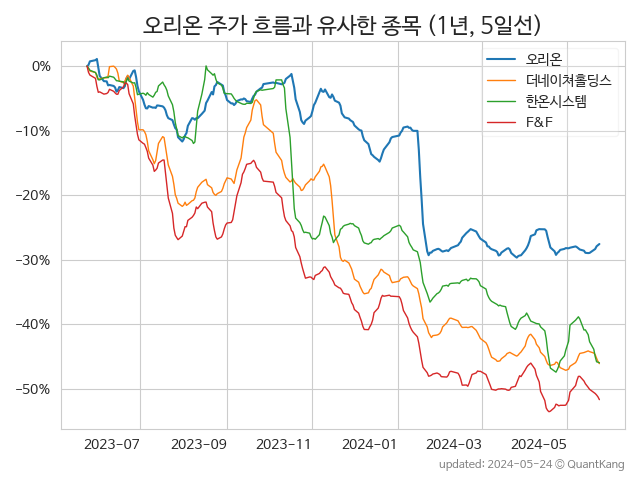 오리온 주가 흐름과 유사한 종목 (1년, 5일선)
오리온
더네이쳐홀딩스
한온시스템
F&F
0%
−10%
−20%
−30%
−40%
−50%
2023-07
2023-09
2023-11
2024-01
2024-03
2024-05
updated: 2024-05-24 © QuantKang